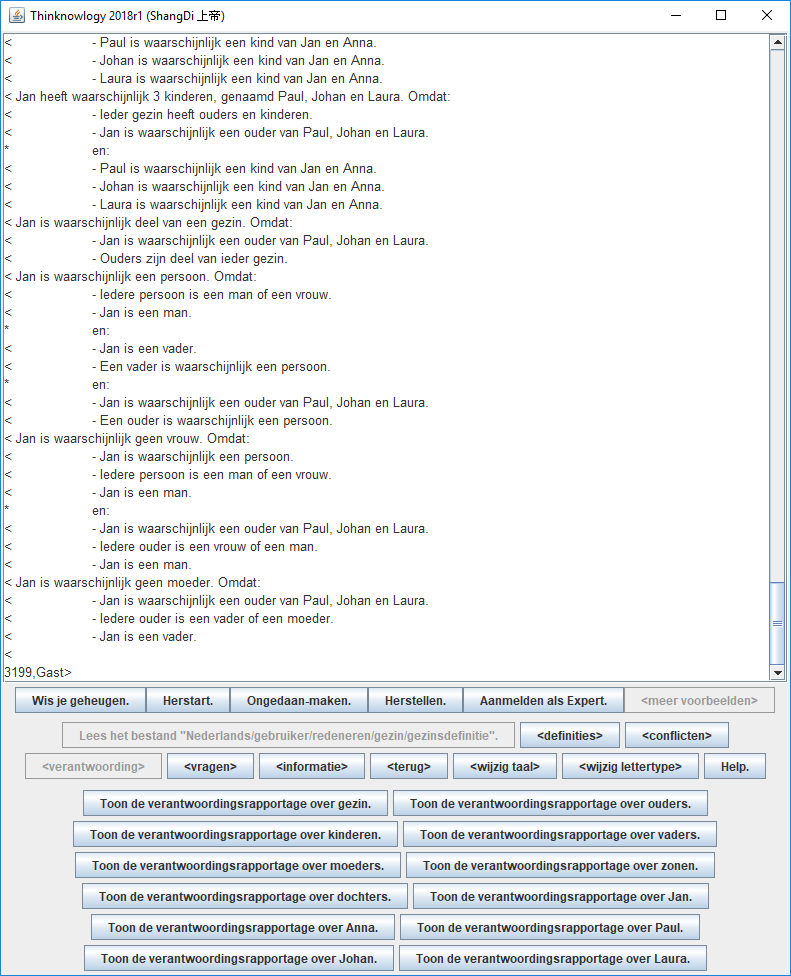 Thinknowlogy 2018r1 (ShangDi 上帝)
< - Paul is waarschijnlijk een kind van Jan en Anna.
< - Johan is waarschijnlijk een kind van Jan en Anna.
< - Laura is waarschijnlijk een kind van Jan en Anna.
< Jan heeft waarschijnlijk 3 kinderen, genaamd Paul, Johan en Laura. Omdat:
< - Ieder gezin heeft ouders en kinderen.
< - Jan is waarschijnlijk een ouder van Paul, Johan en Laura.
* en:
< - Paul is waarschijnlijk een kind van Jan en Anna.
< - Johan is waarschijnlijk een kind van Jan en Anna.
< - Laura is waarschijnlijk een kind van Jan en Anna.
< Jan is waarschijnlijk deel van een gezin. Omdat:
< - Jan is waarschijnlijk een ouder van Paul, Johan en Laura.
< - Ouders zijn deel van ieder gezin.
< Jan is waarschijnlijk een persoon. Omdat:
< - Iedere persoon is een man of een vrouw.
< - Jan is een man.
* en:
< - Jan is een vader.
< - Een vader is waarschijnlijk een persoon.
* en:
< - Jan is waarschijnlijk een ouder van Paul, Johan en Laura.
< - Een ouder is waarschijnlijk een persoon.
< Jan is waarschijnlijk geen vrouw. Omdat:
< - Jan is waarschijnlijk een persoon.
< - Iedere persoon is een man of een vrouw.
< - Jan is een man.
* en:
< - Jan is waarschijnlijk een ouder van Paul, Johan en Laura.
< - Iedere ouder is een vrouw of een man.
< - Jan is een man.
< Jan is waarschijnlijk geen moeder. Omdat:
< - Jan is waarschijnlijk een ouder van Paul, Johan en Laura.
< - Iedere ouder is een vader of een moeder.
< - Jan is een vader.
<
3199,Gast>
Wis je geheugen. Herstart. Ongedaan-maken. Herstellen. Aanmelden als Expert. <meer voorbeelden>
Lees het bestand "Nederlands/gebruiker/redeneren/gezin/gezinsdefinitie". <definities> <conflicten>
<verantwoording> <vragen> <informatie> <terug> <wijzig taal> <wijzig lettertype> Help.
Toon de verantwoordingsrapportage over gezin. Toon de verantwoordingsrapportage over ouders.
Toon de verantwoordingsrapportage over kinderen. Toon de verantwoordingsrapportage over vaders.
Toon de verantwoordingsrapportage over moeders. Toon de verantwoordingsrapportage over zonen.
Toon de verantwoordingsrapportage over dochters. Toon de verantwoordingsrapportage over Jan.
Toon de verantwoordingsrapportage over Anna. Toon de verantwoordingsrapportage over Paul.
Toon de verantwoordingsrapportage over Johan. Toon de verantwoordingsrapportage over Laura.